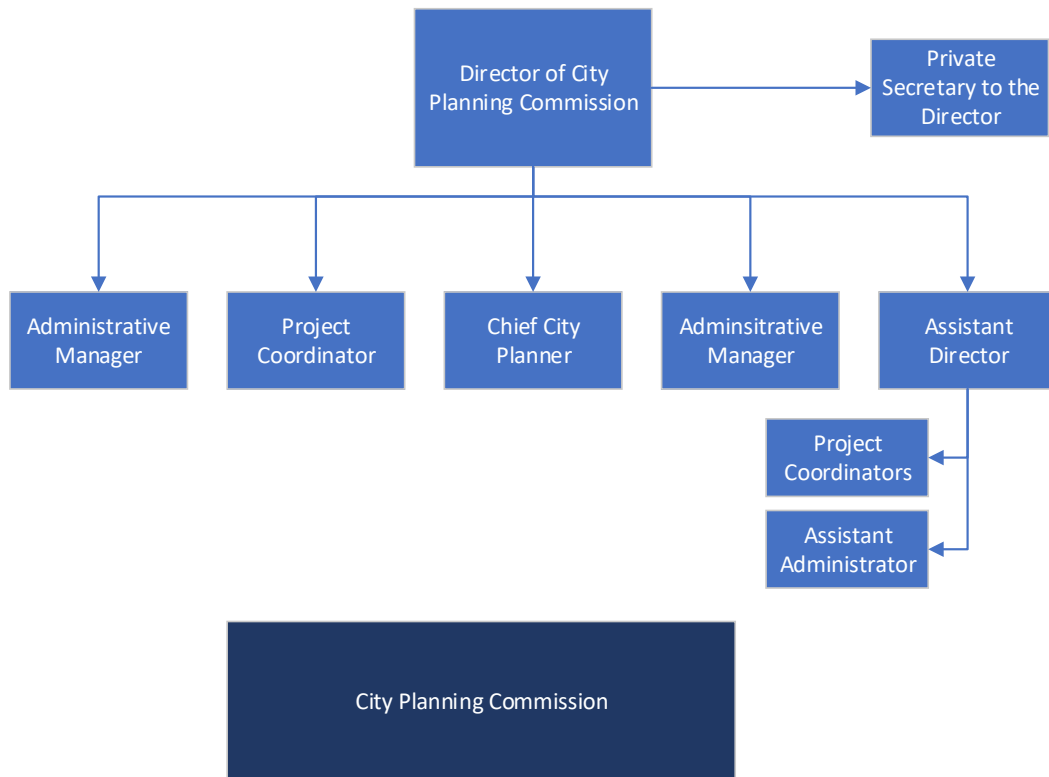 Director of City
Planning Commission
Private
Secretary to the
Director
Administrative
Manager
Project
Coordinator
Chief City
Planner
Adminsitrative
Manager
Assistant
Director
Project
Coordinators
Assistant
Administrator
City Planning Commission